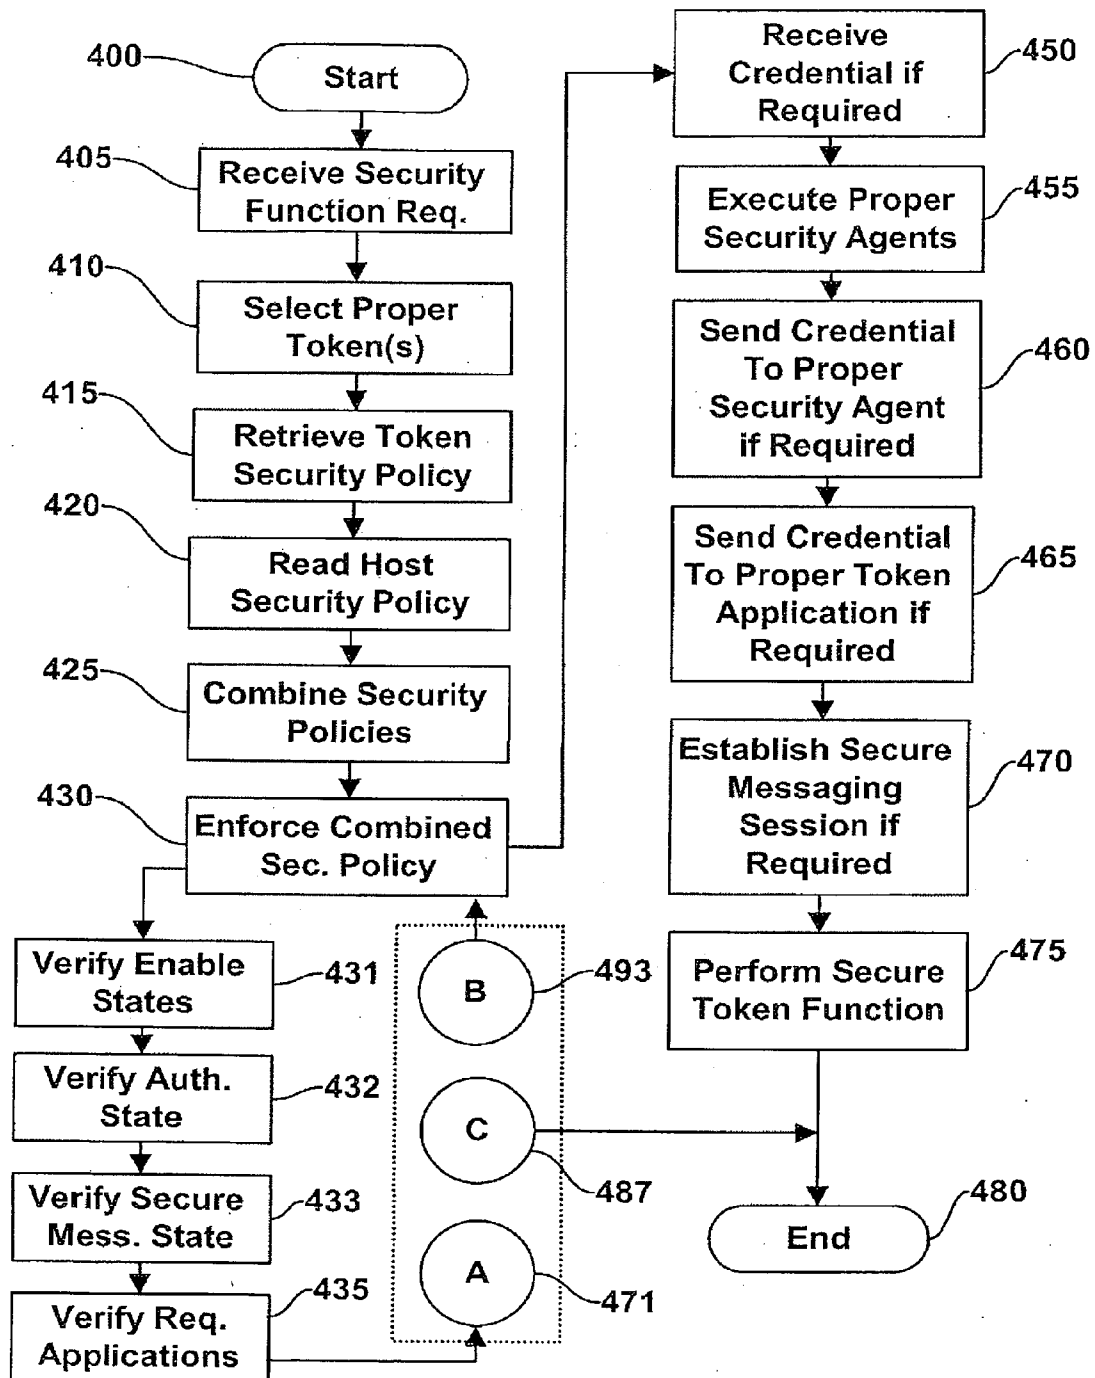 400
Start
405
Receive Security
Function Req.
410
Select Proper
Token(s)
415
Retrieve Token
Security Policy
420
Read Host
Security Policy
425
Combine Security
Policies
430
Enforce Combined
Sec. Policy
Verify Enable
States
431
Verify Auth.
State
432
Verify Secure
Mess. State
433
Verify Req.
Applications
435
B
493
C
487
A
471
Receive
Credential if
Required
450
Execute Proper
Security Agents
455
Send Credential
To Proper
Security Agent
if Required
460
Send Credential
To Proper Token
Application if
Required
465
Establish Secure
Messaging
Session if
Required
470
Perform Secure
Token Function
475
End
480